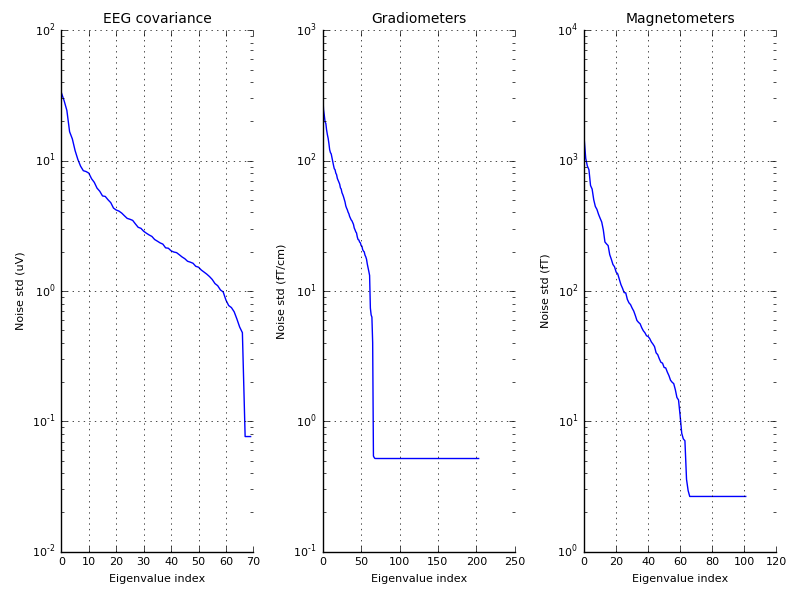 EEG covariance
Noise std (uV)
10^2
10^1
10^0
10^-1
10^-2
0 10 20 30 40 50 60 70
Eigenvalue index
Gradiometers
Noise std (fT/cm)
10^3
10^2
10^1
10^0
10^-1
0 50 100 150 200 250
Eigenvalue index
Magnetometers
Noise std (fT)
10^4
10^3
10^2
10^1
10^0
0 20 40 60 80 100 120
Eigenvalue index